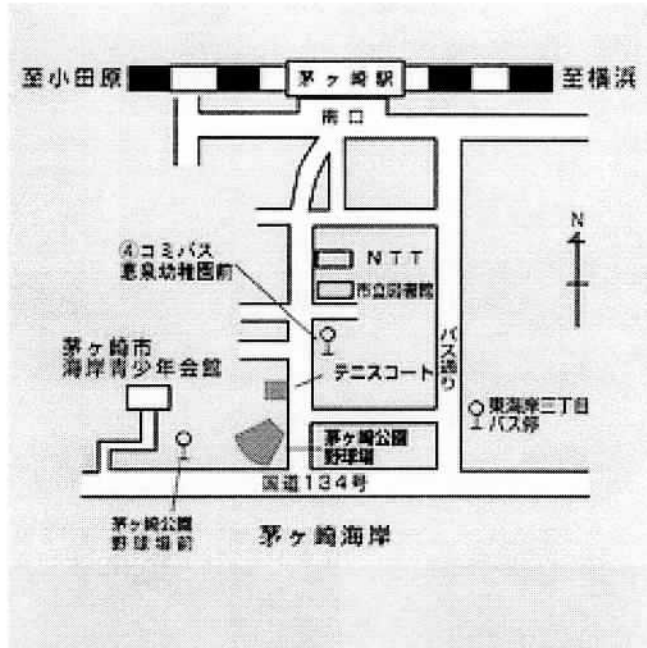 至小田原
茅ヶ崎駅
至横浜
南口
N
④コミバス
恵泉幼稚園前
NTT
市立図書館
バス通り
茅ヶ崎市
海岸青少年会館
テニスコート
東海岸三丁目
バス停
茅ヶ崎公園
野球場
国道134号
茅ヶ崎公園
野球場前
茅ヶ崎海岸